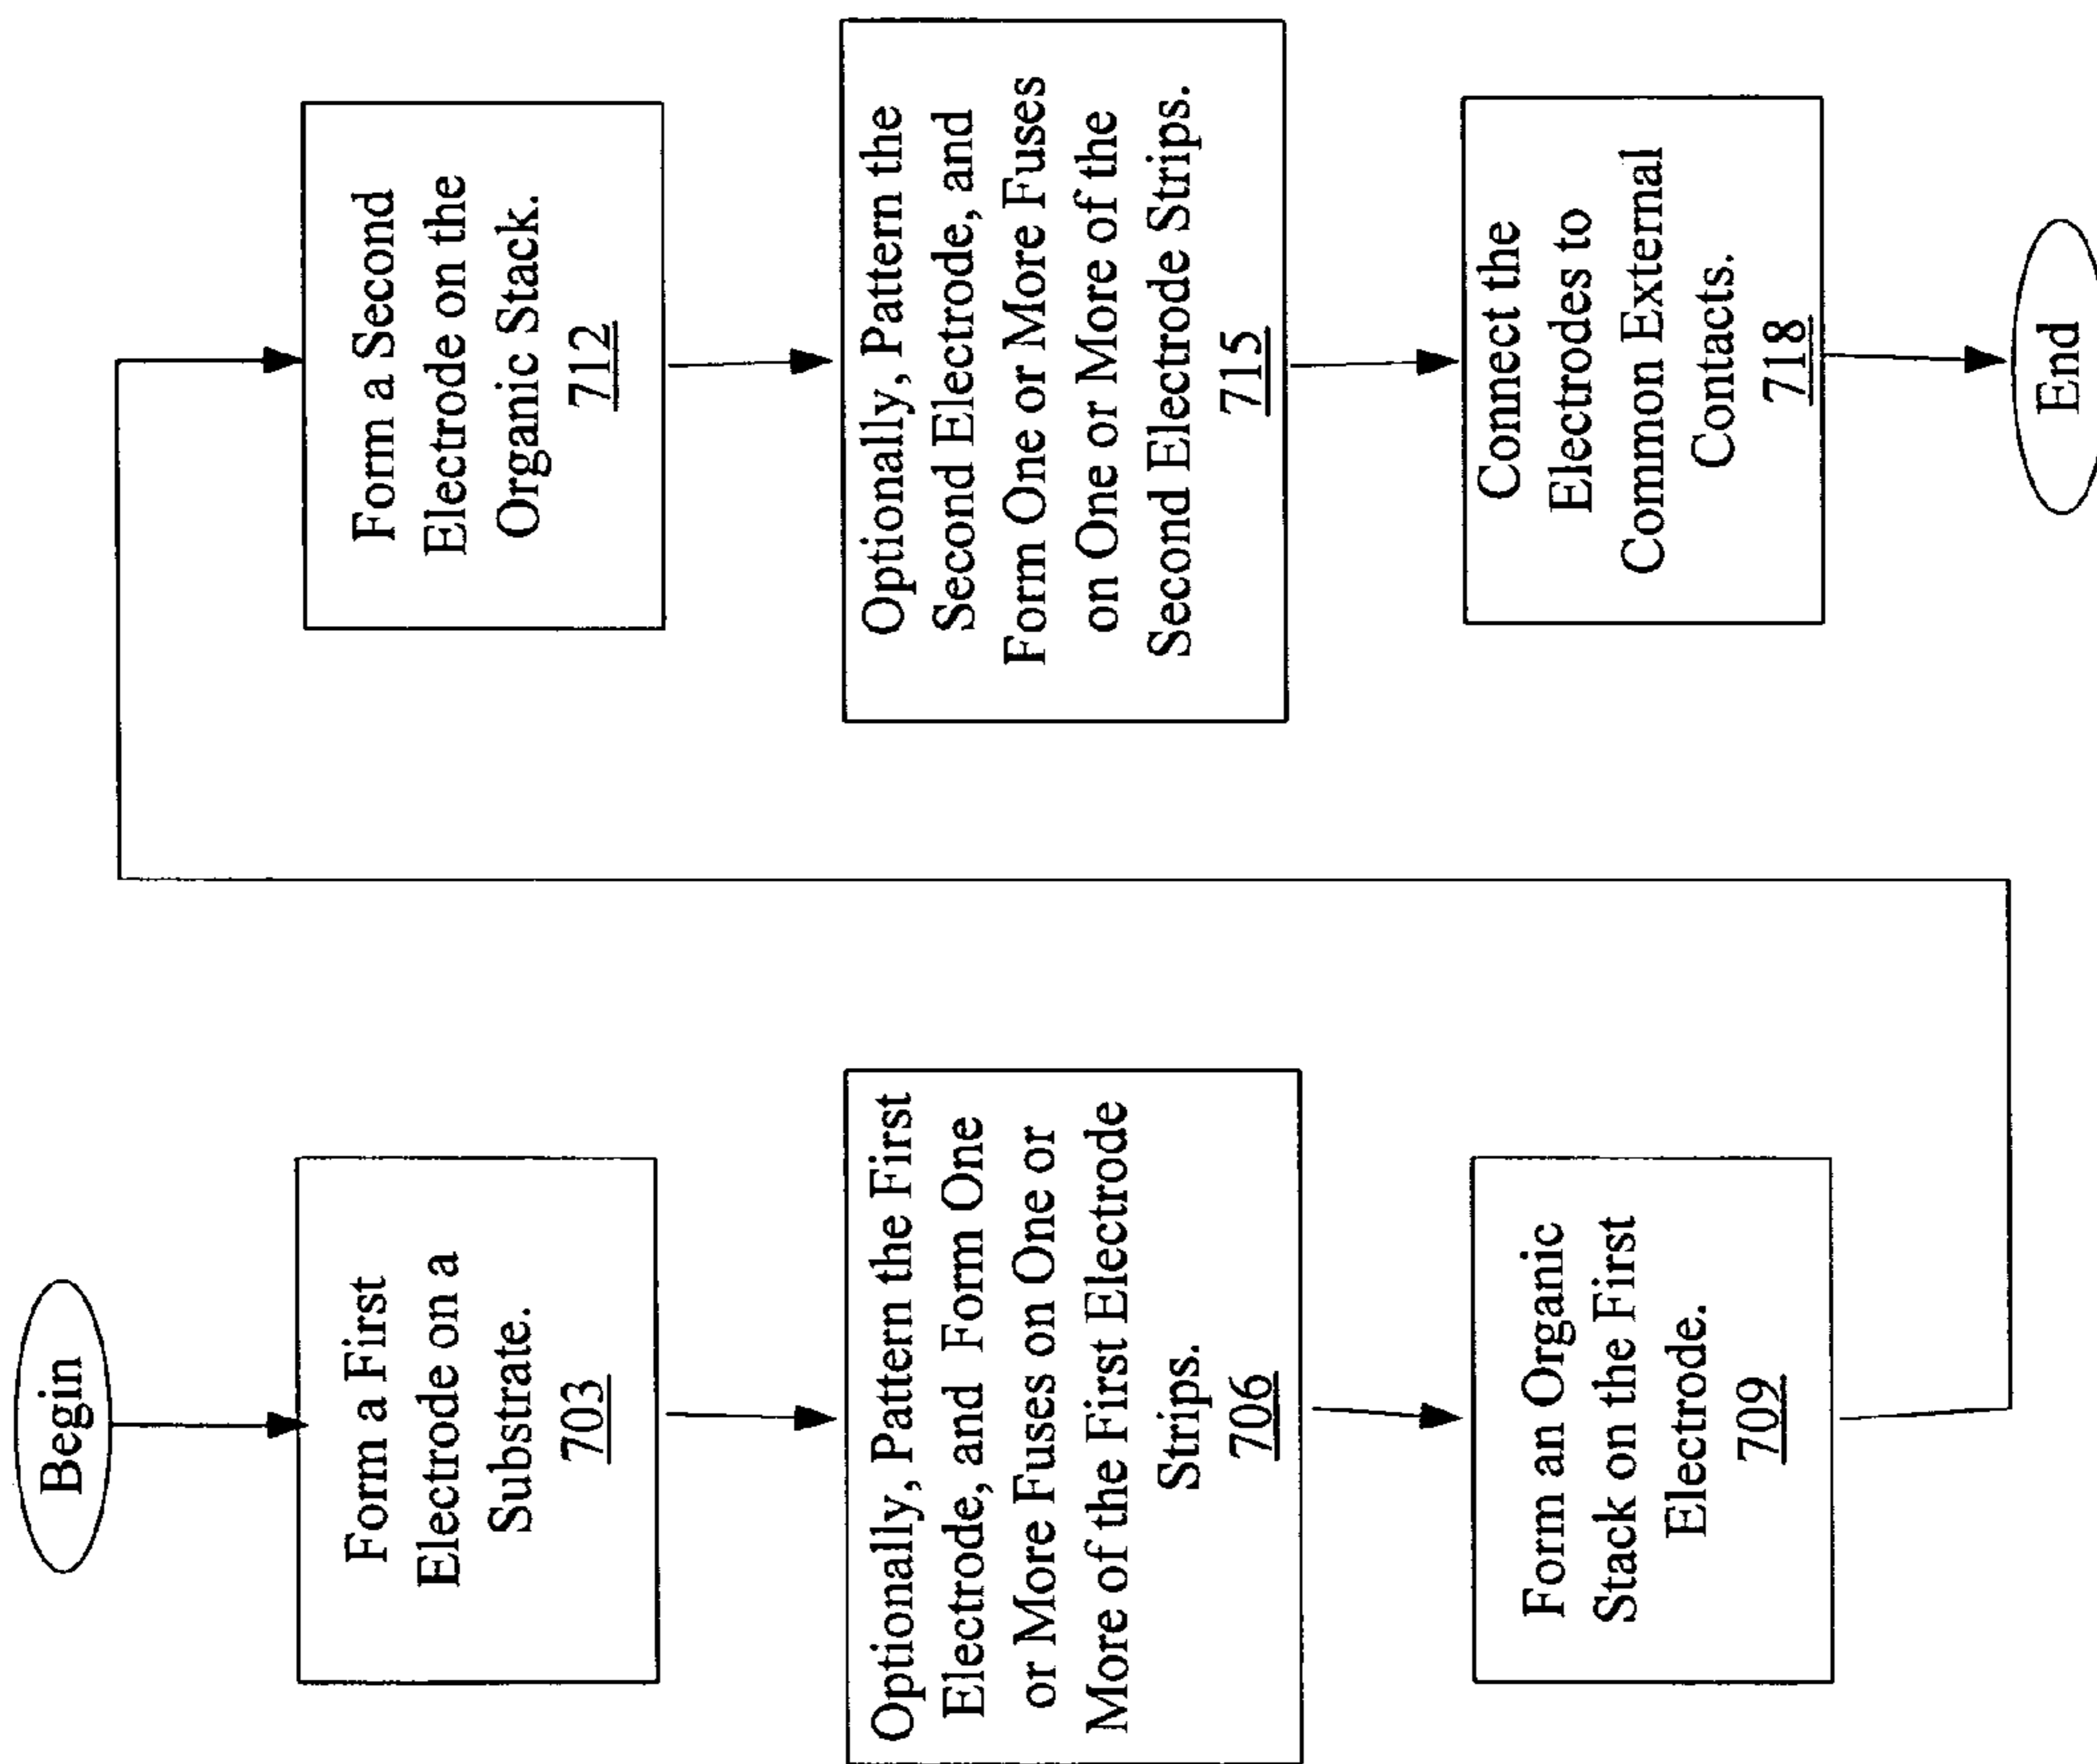 Begin
Form a First
Electrode on a
Substrate.
703
Optionally, Pattern the First
Electrode, and Form One
or More Fuses on One or
More of the First Electrode
Strips.
706
Form an Organic
Stack on the First
Electrode.
709
Form a Second
Electrode on the
Organic Stack.
712
Optionally, Pattern the
Second Electrode, and
Form One or More Fuses
on One or More of the
Second Electrode Strips.
715
Connect the
Electrodes to
Common External
Contacts.
718
End